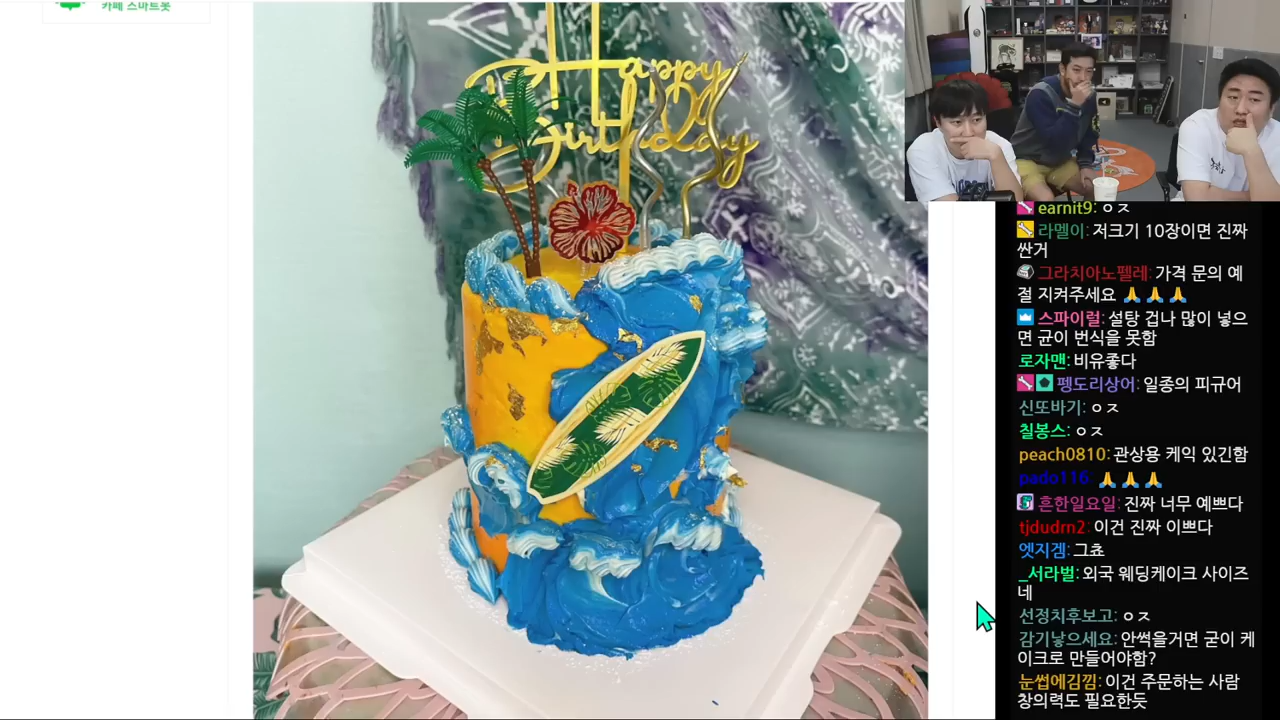 카페 스마트봇
Happy
Birthday
earnit9: ㅇㅈ
라멜이: 저크기 10장이면 진짜
싼거
그라치아노펠레: 가격 문의 예
절 지켜주세요 🙏 🙏 🙏
스파이럴: 설탕 겁나 많이 넣으
면 균이 번식을 못함
로자맨: 비유좋다
펭도리상어: 일종의 피규어
신또바기: ㅇㅈ
칠봉스: ㅇㅈ
peach0810: 관상용 케익 있긴함
pado116: 🙏 🙏 🙏
흔한일요일: 진짜 너무 예쁘다
tjdudrn2: 이건 진짜 이쁘다
엣지겜: 그쵸
_서라벌: 외국 웨딩케이크 사이즈
네
선정치후보고: ㅇㅈ
감기낳으세요: 안썩을거면 굳이 케
이크로 만들어야함?
눈썹에김낌: 이건 주문하는 사람
창의력도 필요한듯